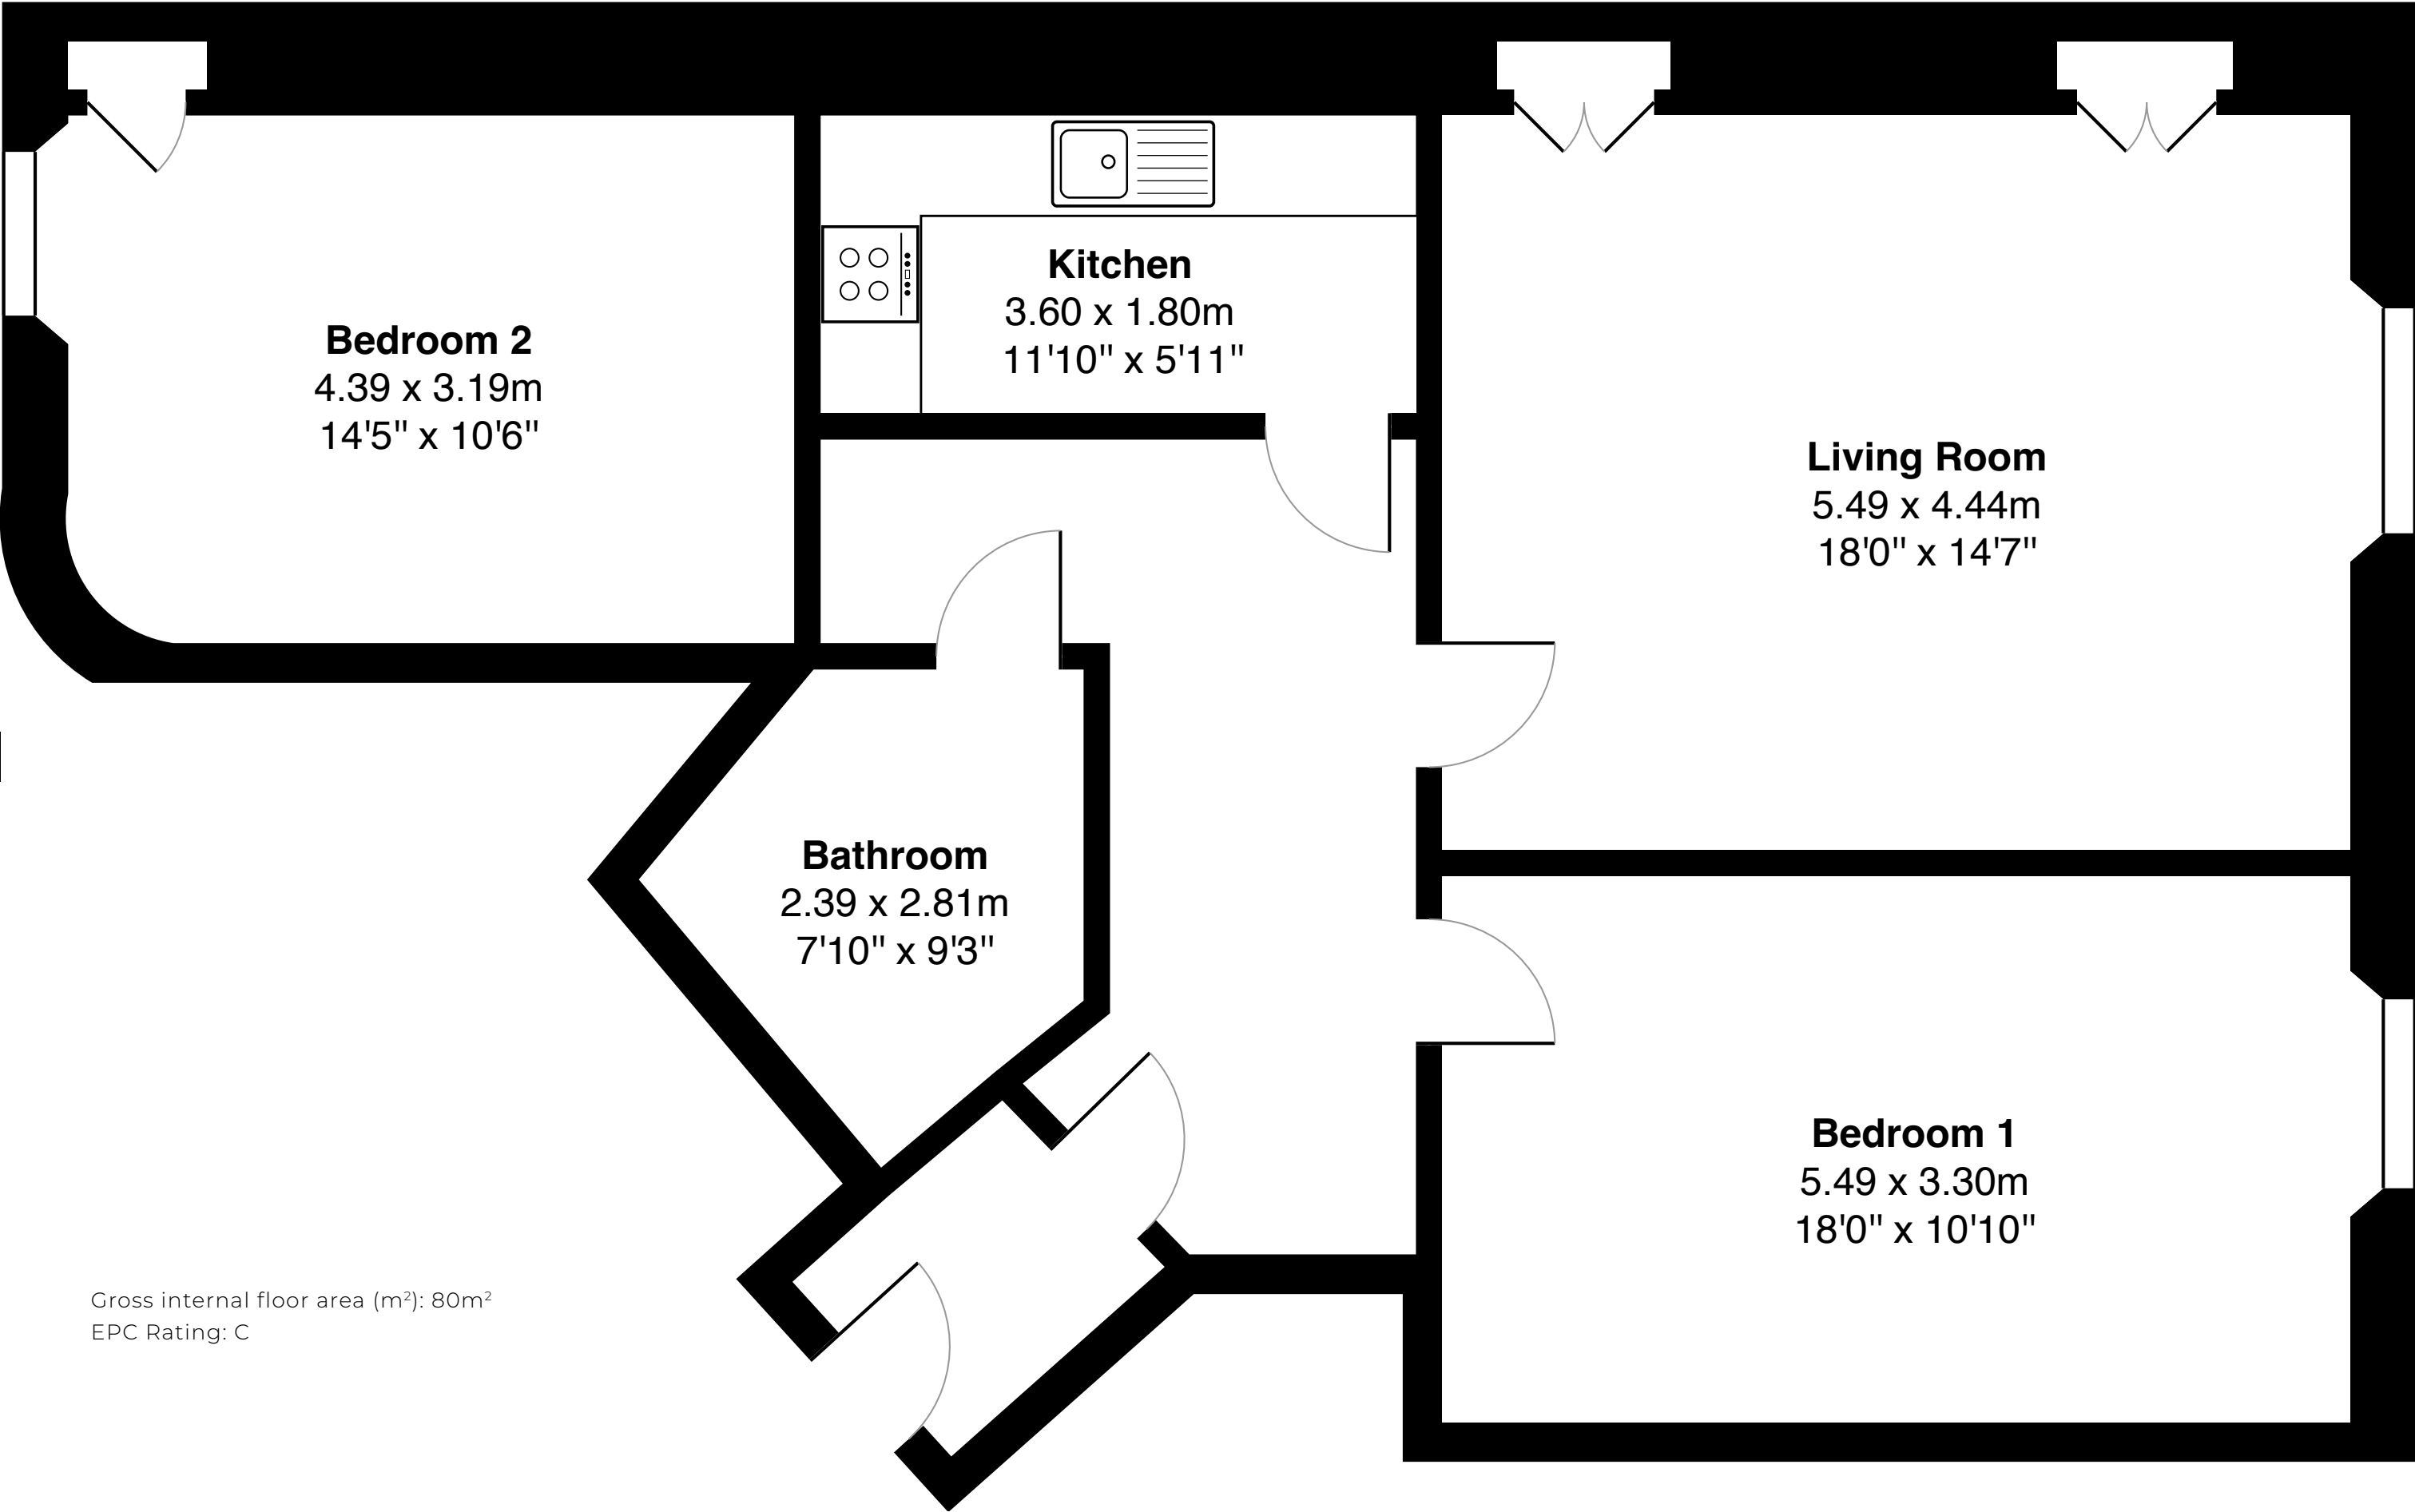 Bedroom 2
4.39 x 3.19m
14'5" x 10'6"
Kitchen
3.60 x 1.80m
11'10" x 5'11"
Living Room
5.49 x 4.44m
18'0" x 14'7"
Bathroom
2.39 x 2.81m
7'10" x 9'3"
Bedroom 1
5.49 x 3.30m
18'0" x 10'10"
Gross internal floor area (m²): 80m²
EPC Rating: C